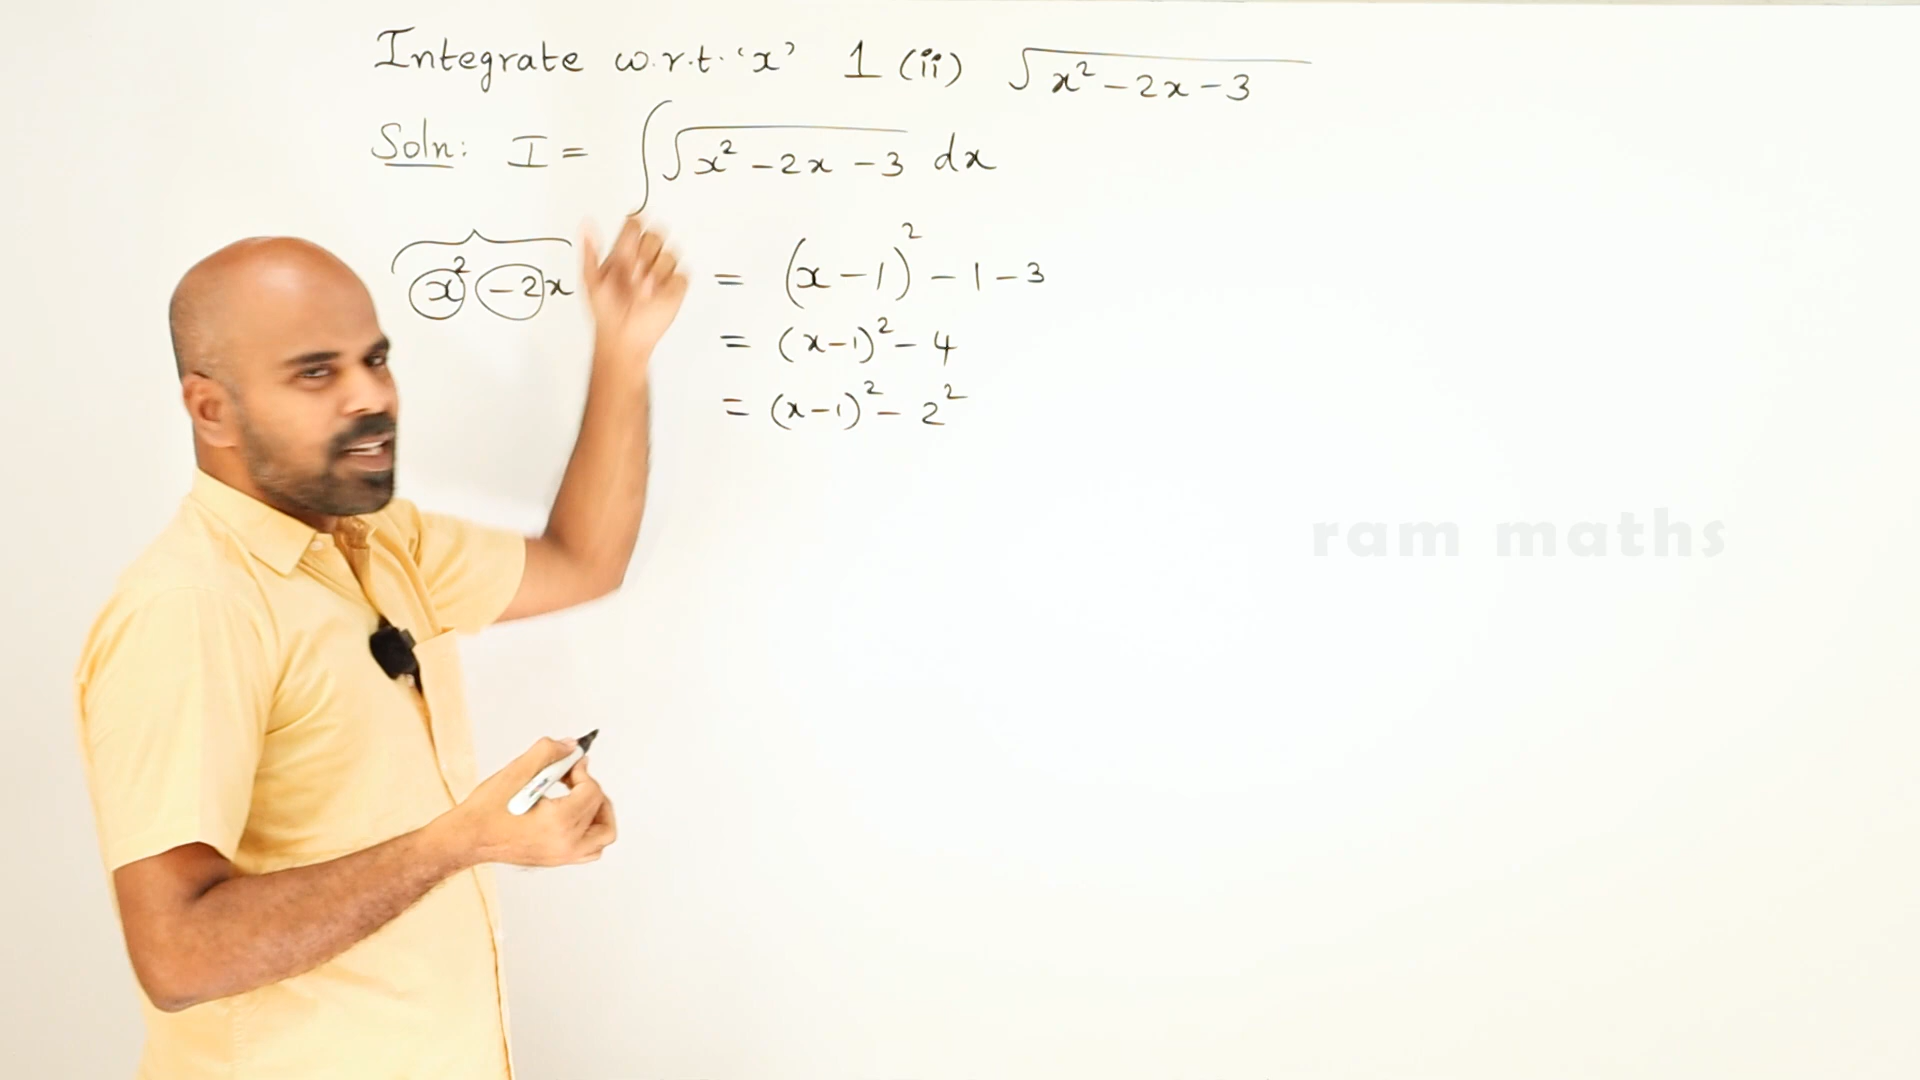 Integrate w.r.t. 'x' 1 (ii) √x² - 2x - 3
Soln: I = ∫√x² - 2x - 3 dx
x² - 2x = (x - 1)² - 1 - 3
= (x-1)² - 4
= (x-1)² - 2²
ram maths